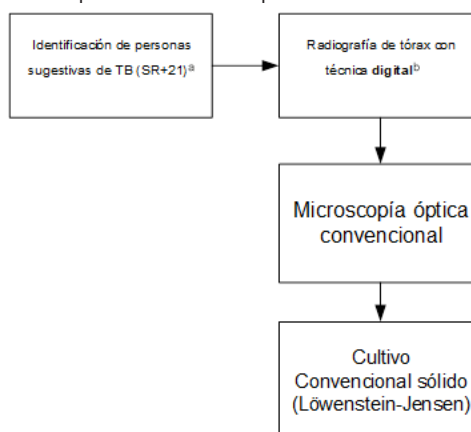 Identificación de personas
sugestivas de TB (SR+21)ª
Radiografía de tórax con
técnica digitalᵇ
Microscopía óptica
convencional
Cultivo
Convencional sólido
(Löwenstein-Jensen)